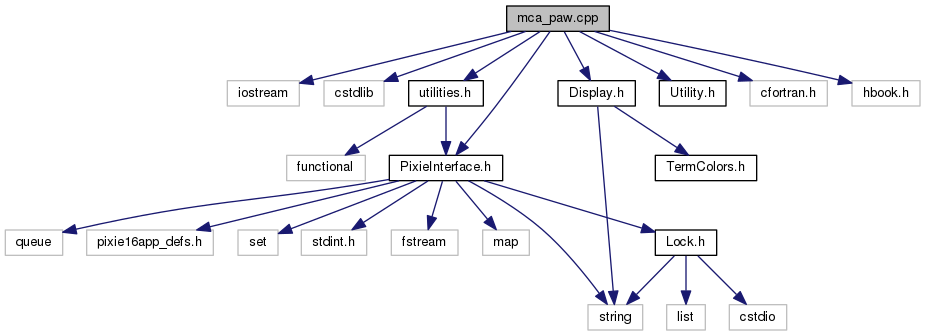 mca_paw.cpp
iostream
cstdlib
utilities.h
Display.h
Utility.h
cfortran.h
hbook.h
functional
PixieInterface.h
TermColors.h
queue
pixie16app_defs.h
set
stdint.h
fstream
map
Lock.h
string
list
cstdio